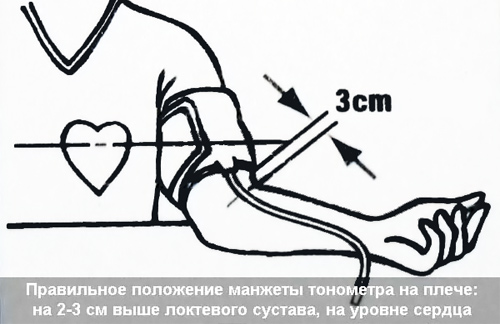 3cm
Правильное положение манжеты тонометра на плече:
на 2-3 см выше локтевого сустава, на уровне сердца